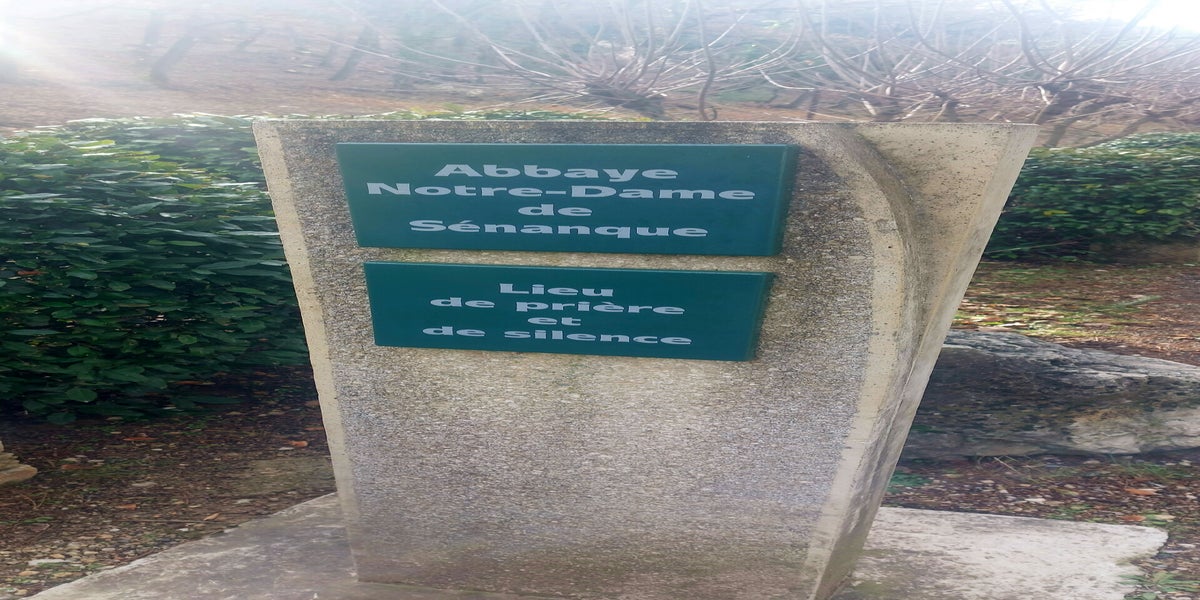 Abbaye
Notre-Dame
de
Sénanque
Lieu
de prière
et
de silence